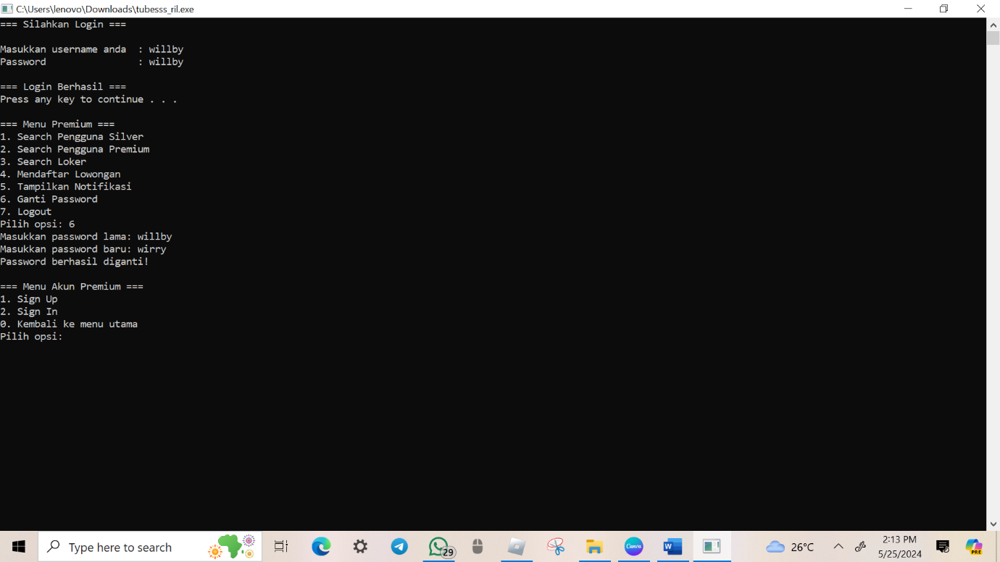 C:\Users\lenovo\Downloads\tubesss_ril.exe
=== Silahkan Login ===
Masukkan username anda  : willby
Password                : willby
=== Login Berhasil ===
Press any key to continue . . .
=== Menu Premium ===
1. Search Pengguna Silver
2. Search Pengguna Premium
3. Search Loker
4. Mendaftar Lowongan
5. Tampilkan Notifikasi
6. Ganti Password
7. Logout
Pilih opsi: 6
Masukkan password lama: willby
Masukkan password baru: wirry
Password berhasil diganti!
=== Menu Akun Premium ===
1. Sign Up
2. Sign In
0. Kembali ke menu utama
Pilih opsi:
Type here to search
29
Canva
W
26°C
2:13 PM
5/25/2024
PRE